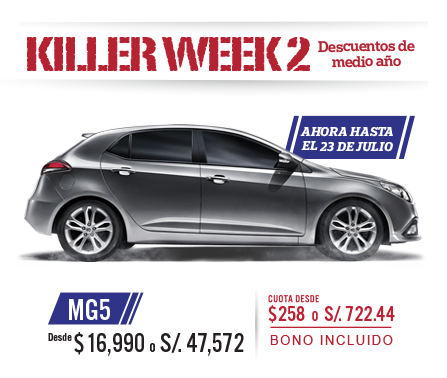 KILLER WEEK 2
Descuentos de
medio año
AHORA HASTA
EL 23 DE JULIO
MG5
Desde $16,990 o S/. 47,572
CUOTA DESDE
$258 o S/. 722.44
BONO INCLUIDO